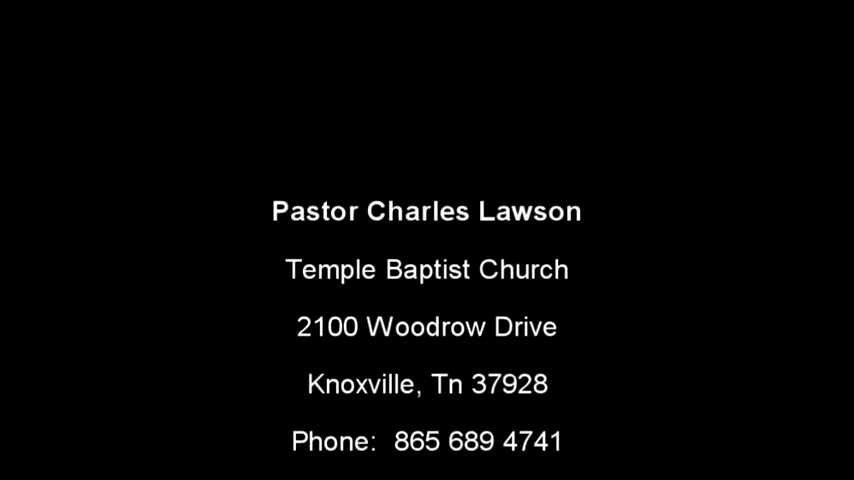 Pastor Charles Lawson
Temple Baptist Church
2100 Woodrow Drive
Knoxville, Tn 37928
Phone:  865 689 4741